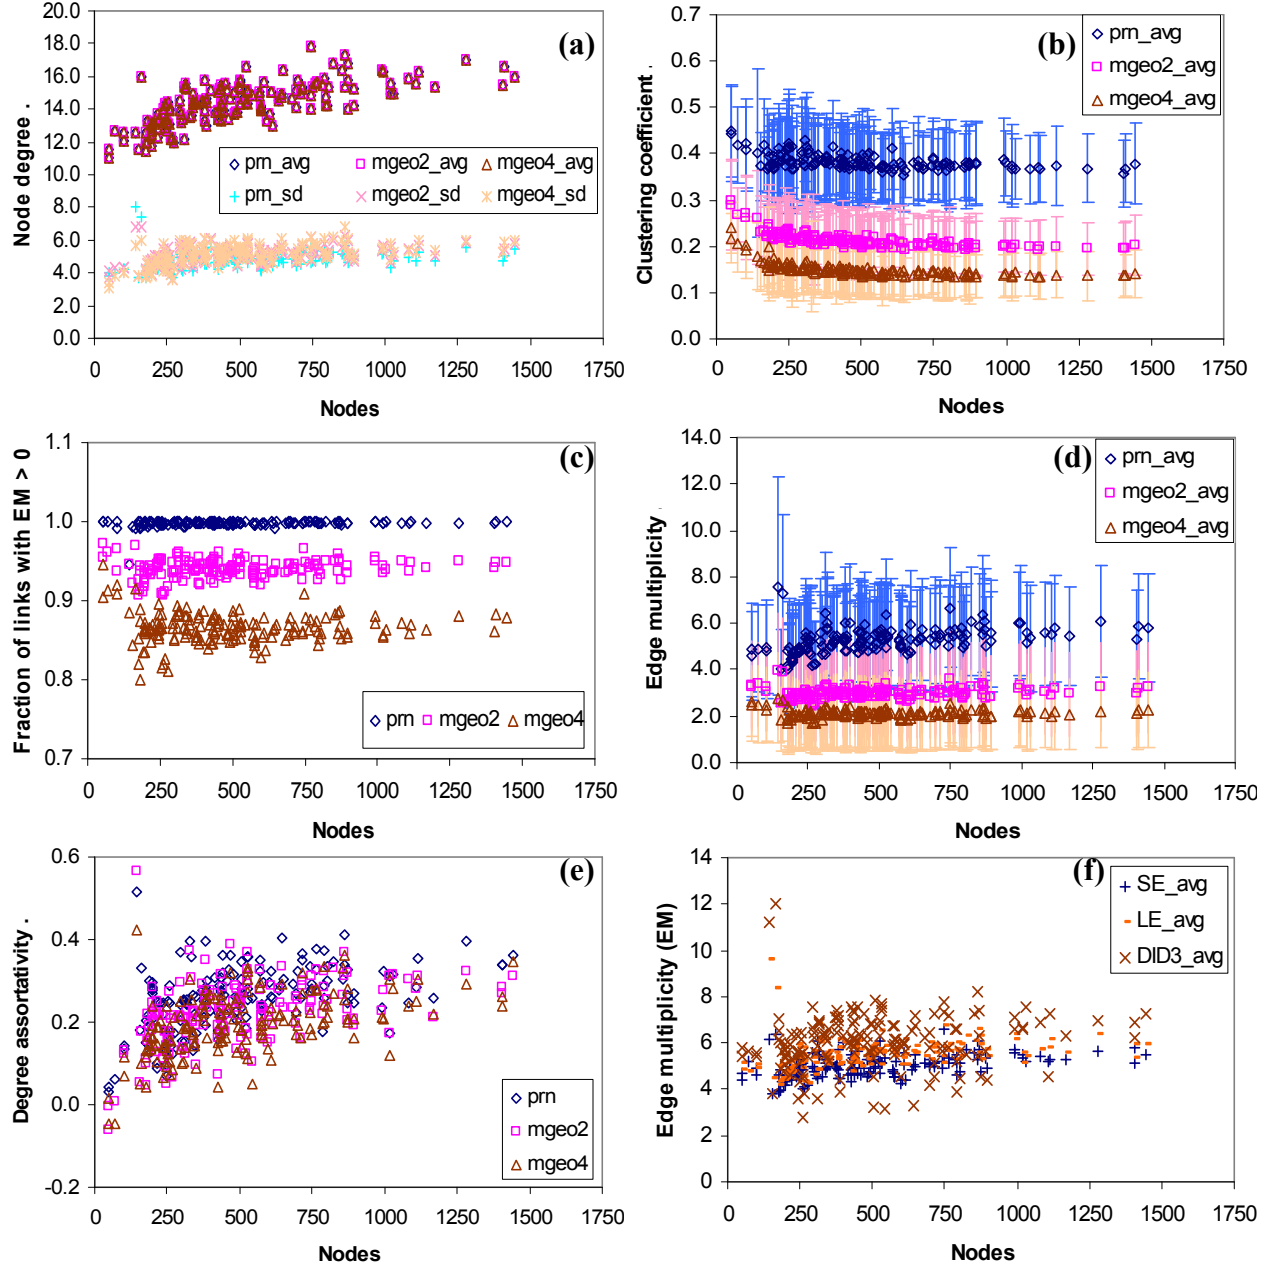 (a)
Node degree .
20.0
18.0
16.0
14.0
12.0
10.0
8.0
6.0
4.0
2.0
0.0
prn_avg mgeo2_avg mgeo4_avg
prn_sd mgeo2_sd mgeo4_sd
0 250 500 750 1000 1250 1500 1750
Nodes
(b)
Clustering coefficient .
0.7
0.6
0.5
0.4
0.3
0.2
0.1
0.0
prn_avg
mgeo2_avg
mgeo4_avg
0 250 500 750 1000 1250 1500 1750
Nodes
(c)
Fraction of links with EM > 0
1.1
1.0
0.9
0.8
0.7
prn mgeo2 mgeo4
0 250 500 750 1000 1250 1500 1750
Nodes
(d)
Edge multiplicity .
14.0
12.0
10.0
8.0
6.0
4.0
2.0
0.0
prn_avg
mgeo2_avg
mgeo4_avg
0 250 500 750 1000 1250 1500 1750
Nodes
(e)
Degree assortativity .
0.6
0.4
0.2
0.0
-0.2
prn
mgeo2
mgeo4
0 250 500 750 1000 1250 1500 1750
Nodes
(f)
Edge multiplicity (EM)
14
12
10
8
6
4
2
0
SE_avg
LE_avg
DID3_avg
0 250 500 750 1000 1250 1500 1750
Nodes